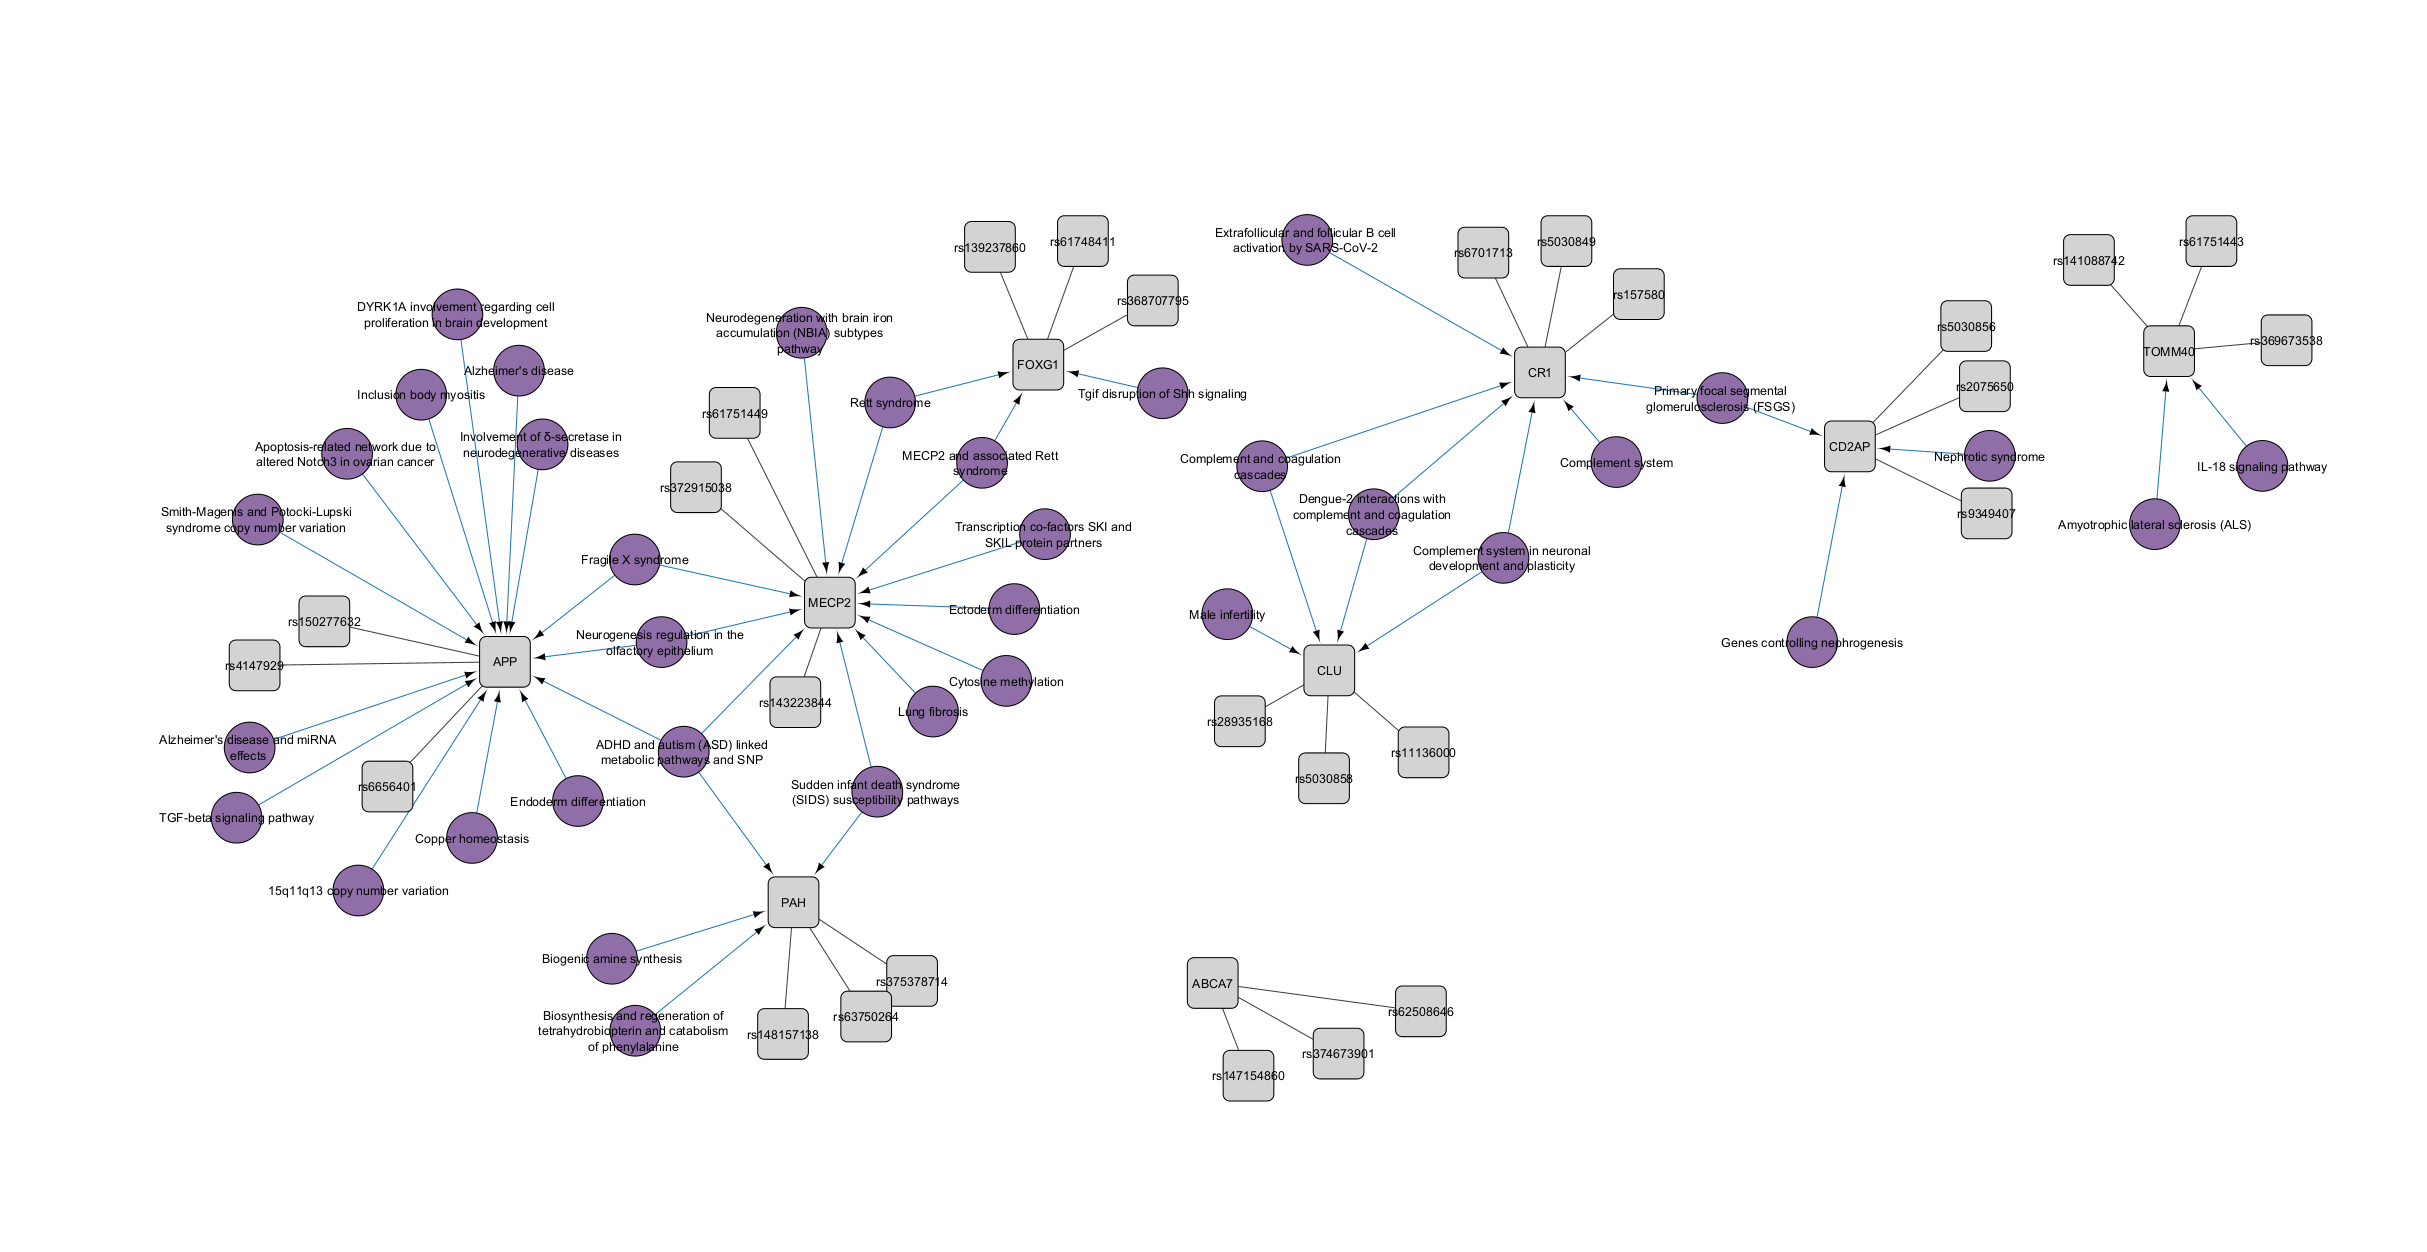 rs139237860
rs61748411
rs368707795
FOXG1
Extrafollicular and follicular B cell
activation by SARS-CoV-2
rs6701713
rs5030849
rs157580
CR1
rs141088742
rs61751443
rs369673538
TOMM40
rs5030856
rs2075650
CD2AP
Nephrotic syndrome
rs9349407
IL-18 signaling pathway
Amyotrophic lateral sclerosis (ALS)
Primary focal segmental
glomerulosclerosis (FSGS)
Genes controlling nephrogenesis
DYRK1A involvement regarding cell
proliferation in brain development
Alzheimer's disease
Inclusion body myositis
Involvement of δ-secretase in
neurodegenerative diseases
Apoptosis-related network due to
altered Notch3 in ovarian cancer
Smith-Magenis and Potocki-Lupski
syndrome copy number variation
Neurodegeneration with brain iron
accumulation (NBIA) subtypes
pathway
Rett syndrome
Tgif disruption of Shh signaling
rs61751449
rs372915038
MECP2 and associated Rett
syndrome
Transcription co-factors SKI and
SKIL protein partners
Fragile X syndrome
MECP2
Ectoderm differentiation
Neurogenesis regulation in the
olfactory epithelium
Cytosine methylation
Lung fibrosis
rs143223844
rs150277632
rs4147929
APP
Alzheimer's disease and miRNA
effects
TGF-beta signaling pathway
rs6656401
15q11q13 copy number variation
Copper homeostasis
Endoderm differentiation
ADHD and autism (ASD) linked
metabolic pathways and SNP
Sudden infant death syndrome
(SIDS) susceptibility pathways
PAH
Biogenic amine synthesis
Biosynthesis and regeneration of
tetrahydrobiopterin and catabolism
of phenylalanine
rs375378714
rs63750264
rs148157138
Complement and coagulation
cascades
Dengue-2 interactions with
complement and coagulation
cascades
Complement system
Complement system in neuronal
development and plasticity
Male infertility
CLU
rs28935168
rs5030858
rs11136000
ABCA7
rs62508646
rs374673901
rs147154860